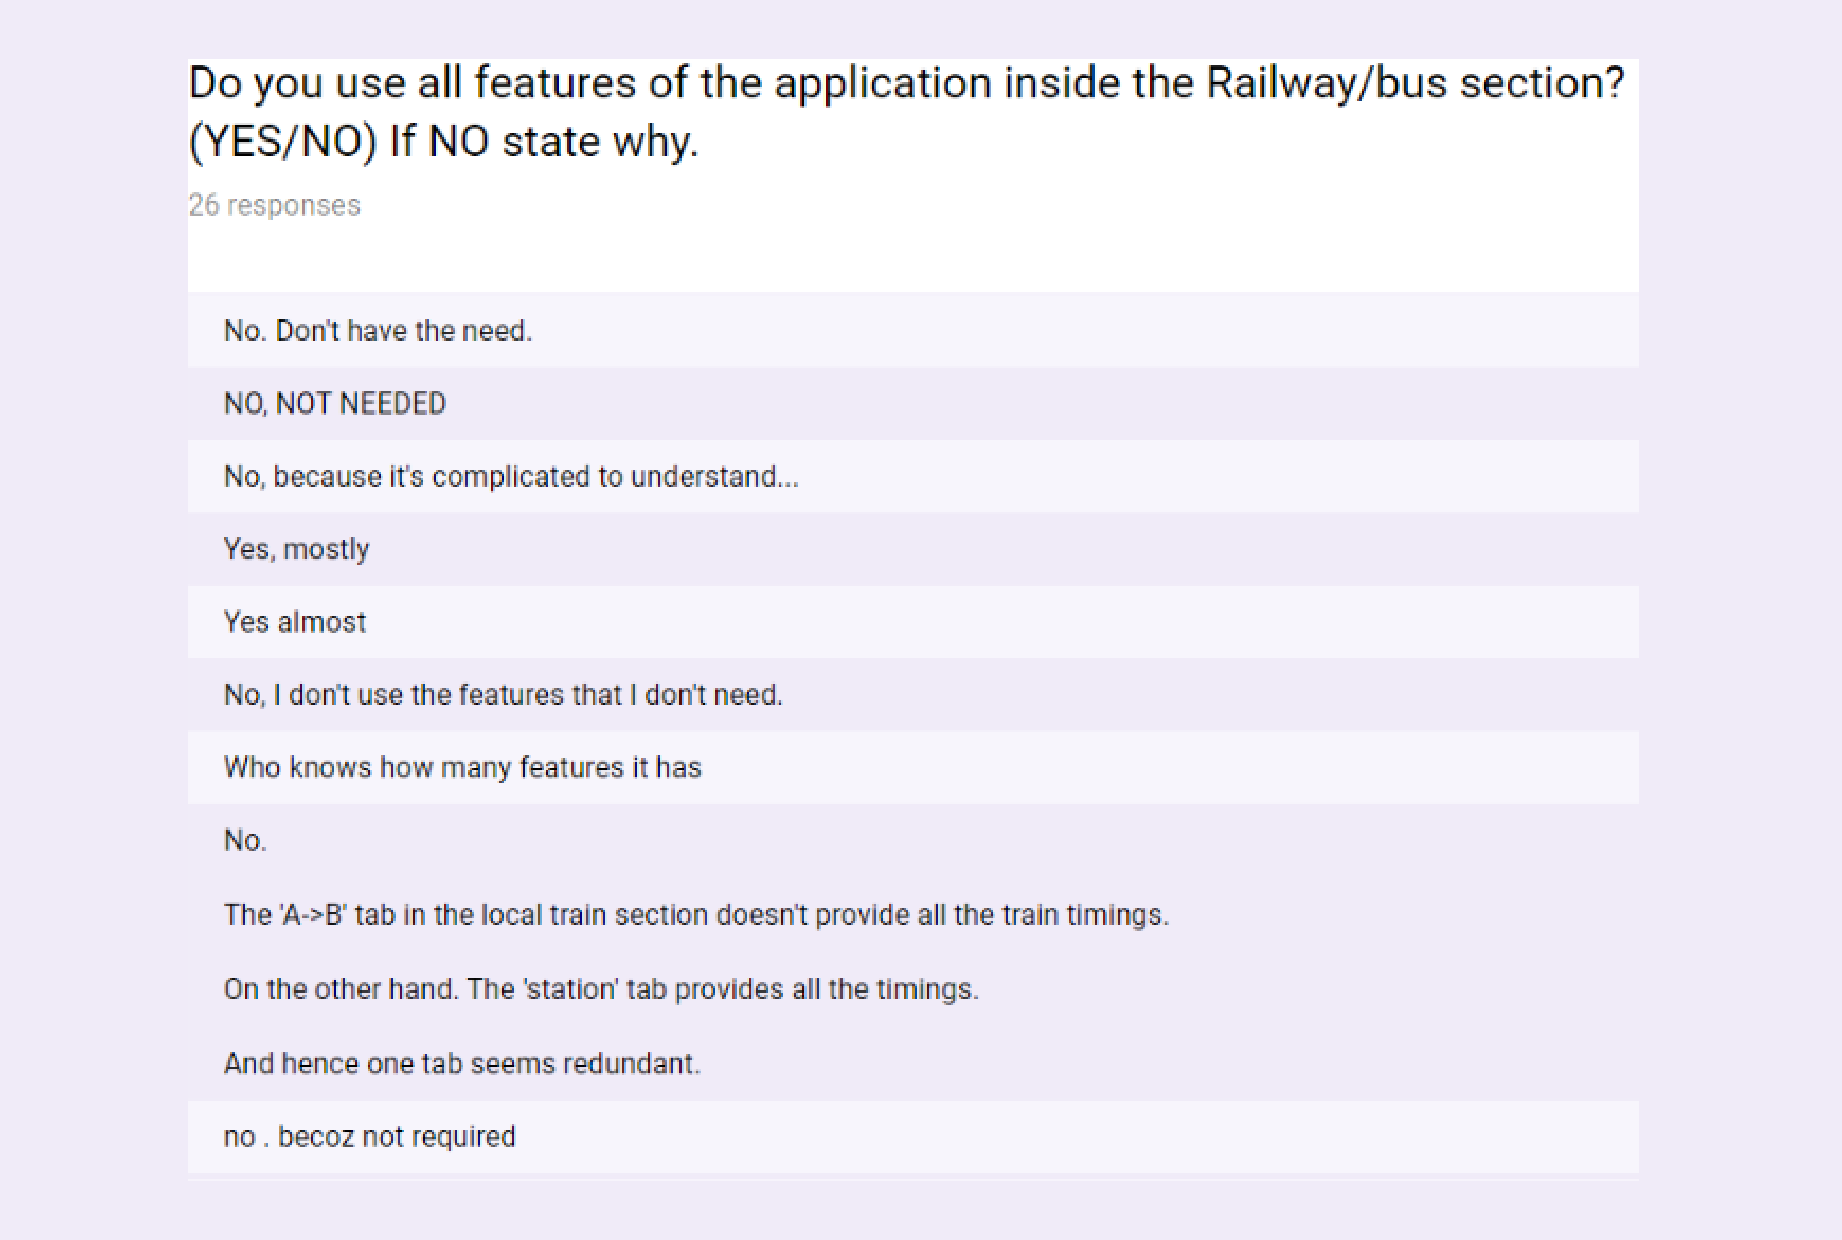 Do you use all features of the application inside the Railway/bus section?
(YES/NO) If NO state why.
26 responses
No. Don't have the need.
NO, NOT NEEDED
No, because it's complicated to understand...
Yes, mostly
Yes almost
No, I don't use the features that I don't need.
Who knows how many features it has
No.
The 'A->B' tab in the local train section doesn't provide all the train timings.
On the other hand. The 'station' tab provides all the timings.
And hence one tab seems redundant.
no . becoz not required